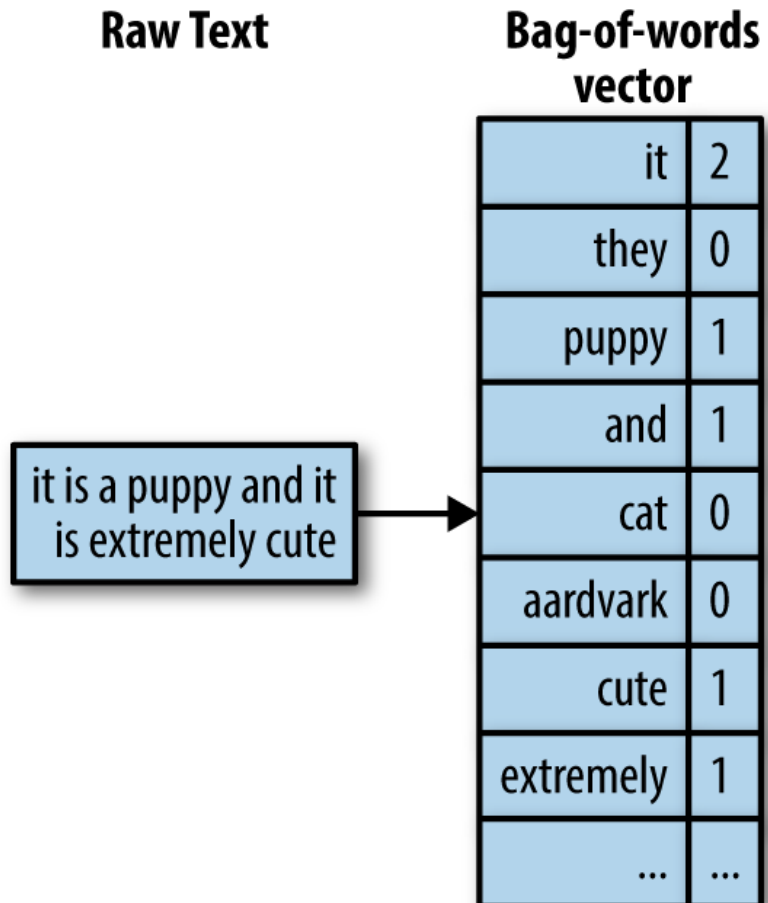 Raw Text
Bag-of-words
vector
it is a puppy and it
is extremely cute
it 2
they 0
puppy 1
and 1
cat 0
aardvark 0
cute 1
extremely 1
... ...